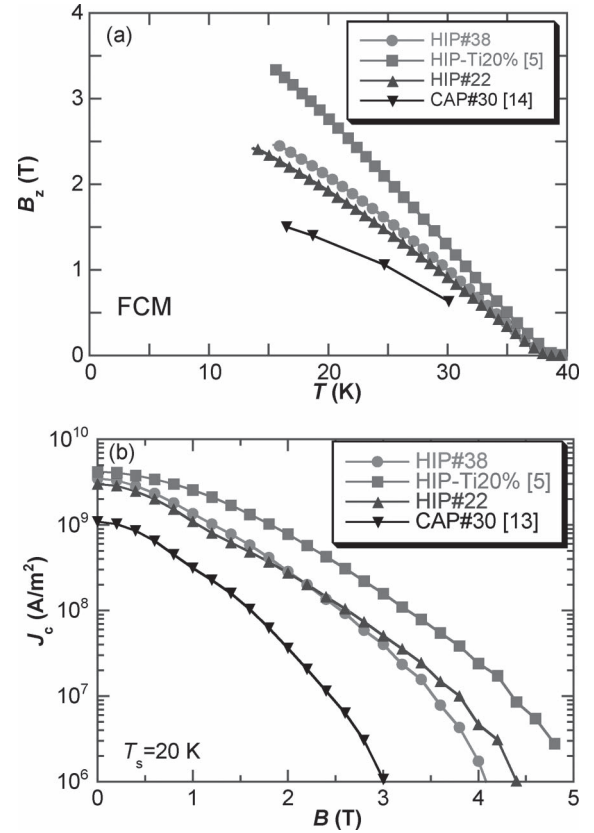 (a)
HIP#38
HIP-Ti20% [5]
HIP#22
CAP#30 [14]
4
3
2
1
0
B_z (T)
FCM
0 10 20 30 40
T (K)
(b)
HIP#38
HIP-Ti20% [5]
HIP#22
CAP#30 [13]
10^10
10^9
10^8
10^7
10^6
J_c (A/m^2)
T_s=20 K
0 1 2 3 4 5
B (T)